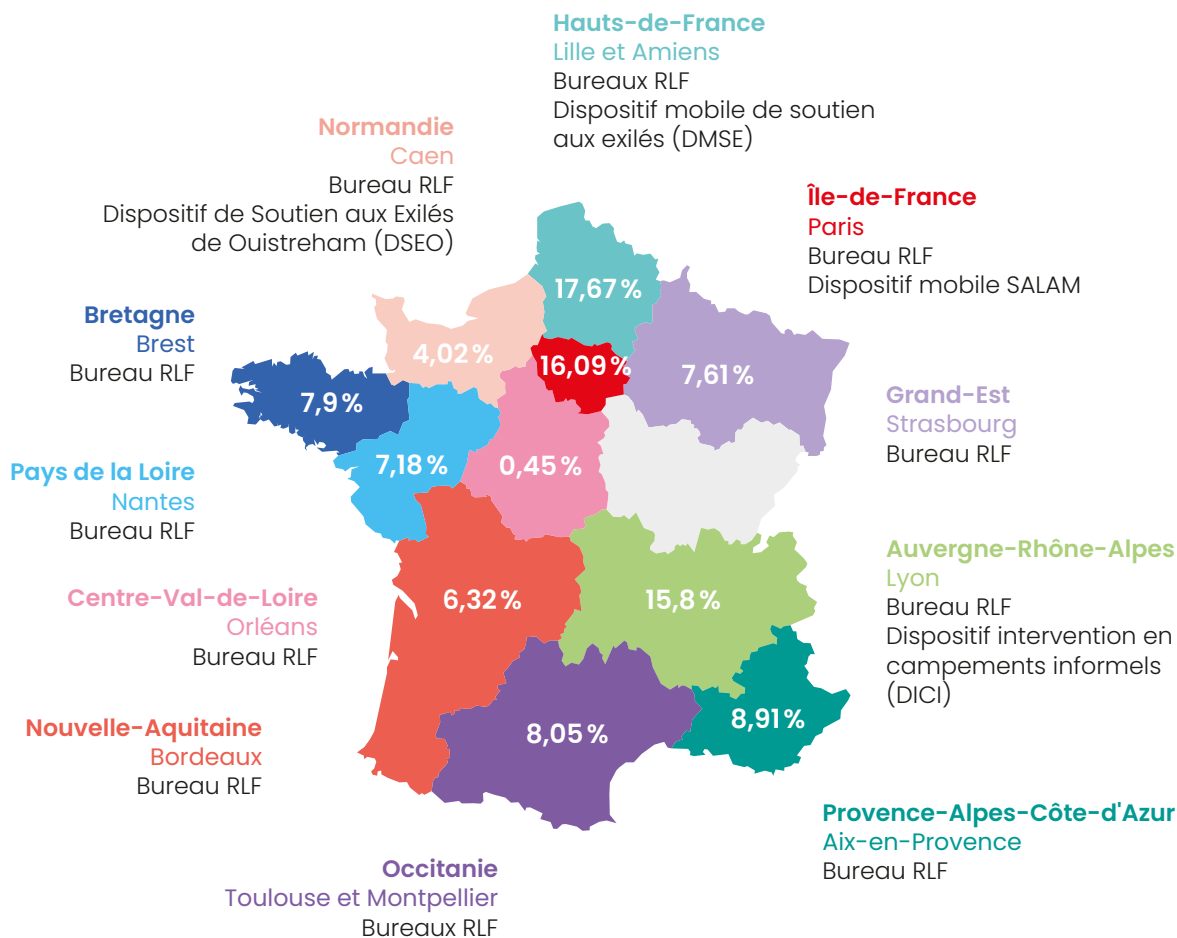 Hauts-de-France
Lille et Amiens
Bureaux RLF
Dispositif mobile de soutien
aux exilés (DMSE)
Normandie
Caen
Bureau RLF
Dispositif de Soutien aux Exilés
de Ouistreham (DSEO)
Île-de-France
Paris
Bureau RLF
Dispositif mobile SALAM
Bretagne
Brest
Bureau RLF
Grand-Est
Strasbourg
Bureau RLF
Pays de la Loire
Nantes
Bureau RLF
Auvergne-Rhône-Alpes
Lyon
Bureau RLF
Dispositif intervention en
campements informels
(DICI)
Centre-Val-de-Loire
Orléans
Bureau RLF
Nouvelle-Aquitaine
Bordeaux
Bureau RLF
Provence-Alpes-Côte-d'Azur
Aix-en-Provence
Bureau RLF
Occitanie
Toulouse et Montpellier
Bureaux RLF
17,67 %
4,02 %
16,09 %
7,61 %
7,9 %
7,18 %
0,45 %
6,32 %
15,8 %
8,05 %
8,91 %